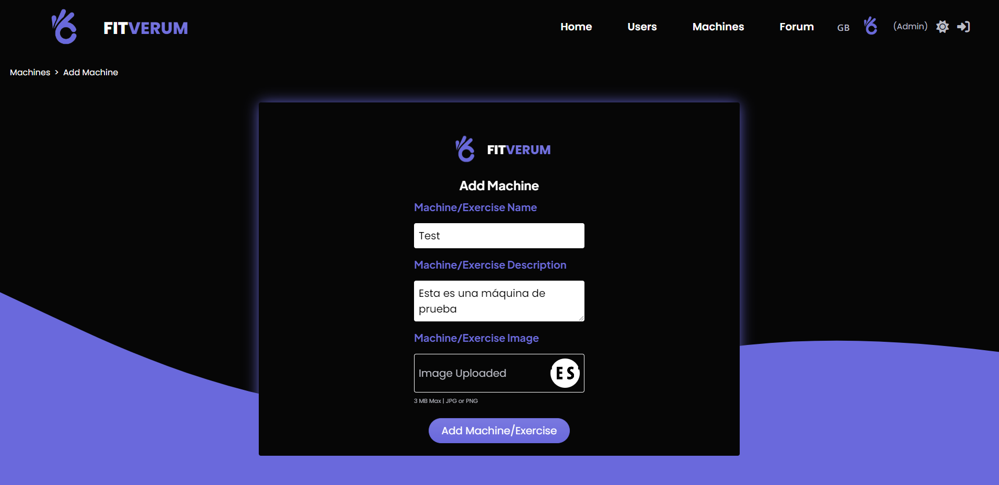 FITVERUM
Home Users Machines Forum GB (Admin)
Machines > Add Machine
FITVERUM
Add Machine
Machine/Exercise Name
Test
Machine/Exercise Description
Esta es una máquina de
prueba
Machine/Exercise Image
Image Uploaded ES
3 MB Max | JPG or PNG
Add Machine/Exercise